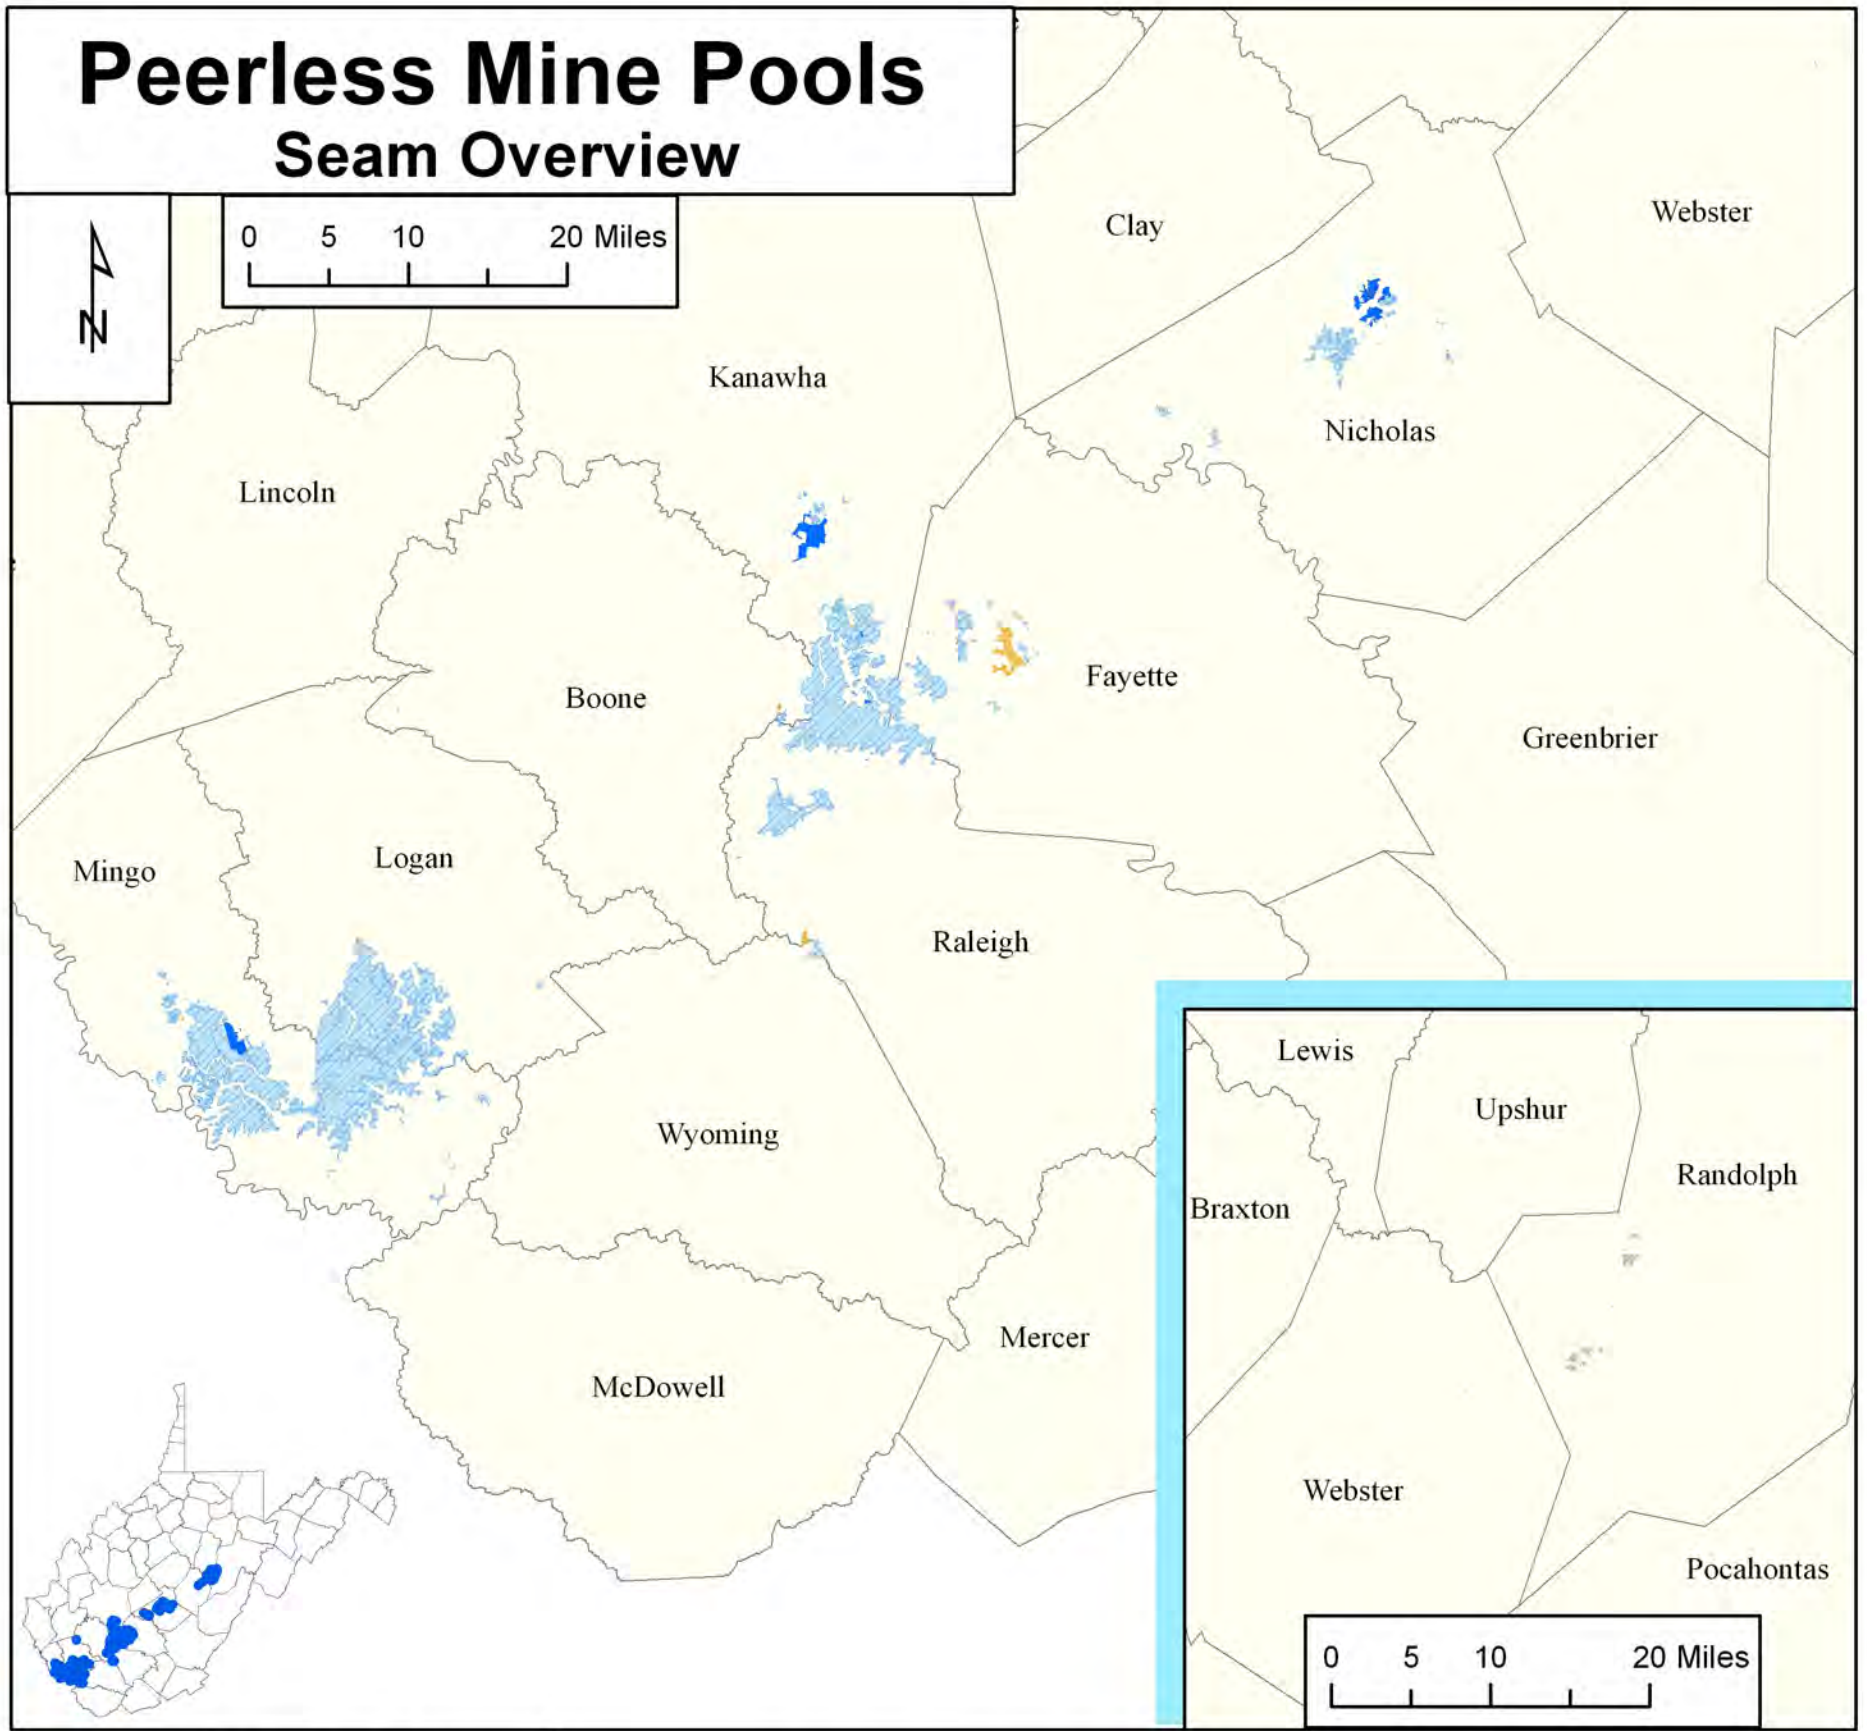 Peerless Mine Pools
Seam Overview
0 5 10 20 Miles
N
Clay
Webster
Kanawha
Nicholas
Lincoln
Fayette
Boone
Greenbrier
Logan
Mingo
Raleigh
Wyoming
Mercer
McDowell
Lewis
Upshur
Randolph
Braxton
Webster
Pocahontas
0 5 10 20 Miles